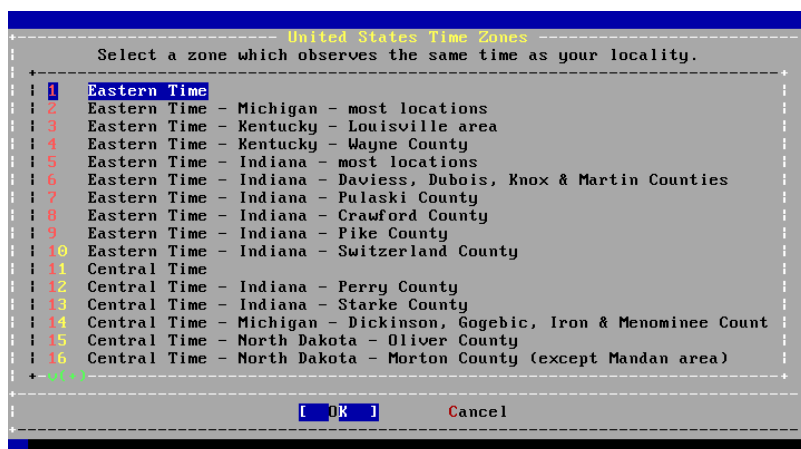 United States Time Zones
Select a zone which observes the same time as your locality.
1 Eastern Time
2 Eastern Time - Michigan - most locations
3 Eastern Time - Kentucky - Louisville area
4 Eastern Time - Kentucky - Wayne County
5 Eastern Time - Indiana - most locations
6 Eastern Time - Indiana - Daviess, Dubois, Knox & Martin Counties
7 Eastern Time - Indiana - Pulaski County
8 Eastern Time - Indiana - Crawford County
9 Eastern Time - Indiana - Pike County
10 Eastern Time - Indiana - Switzerland County
11 Central Time
12 Central Time - Indiana - Perry County
13 Central Time - Indiana - Starke County
14 Central Time - Michigan - Dickinson, Gogebic, Iron & Menominee Count
15 Central Time - North Dakota - Oliver County
16 Central Time - North Dakota - Morton County (except Mandan area)
v(+)
[ OK ] Cancel